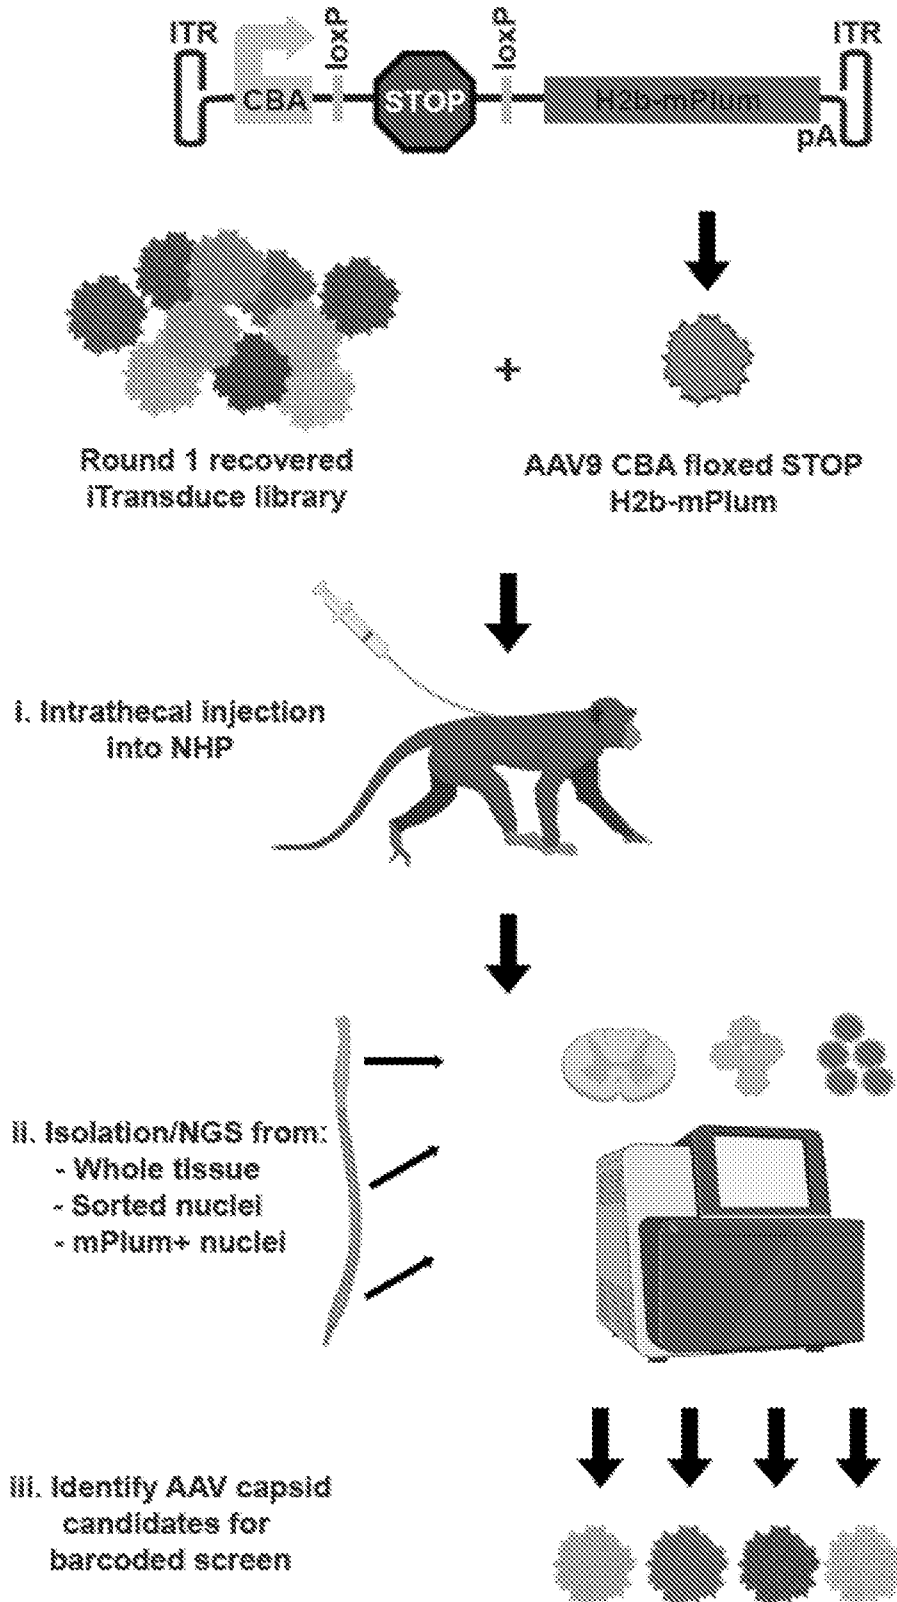 ITR loxP loxP ITR
CBA STOP H2b-mPlum
pA
+
Round 1 recovered
iTransduce library
AAV9 CBA floxed STOP
H2b-mPlum
i. Intrathecal injection
into NHP
ii. Isolation/NGS from:
- Whole tissue
- Sorted nuclei
- mPlum+ nuclei
iii. Identify AAV capsid
candidates for
barcoded screen